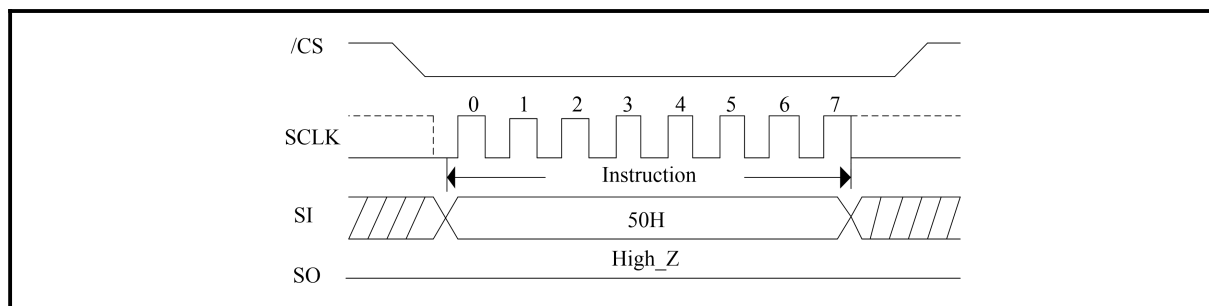 /CS
0 1 2 3 4 5 6 7
SCLK
Instruction
SI
50H
High_Z
SO